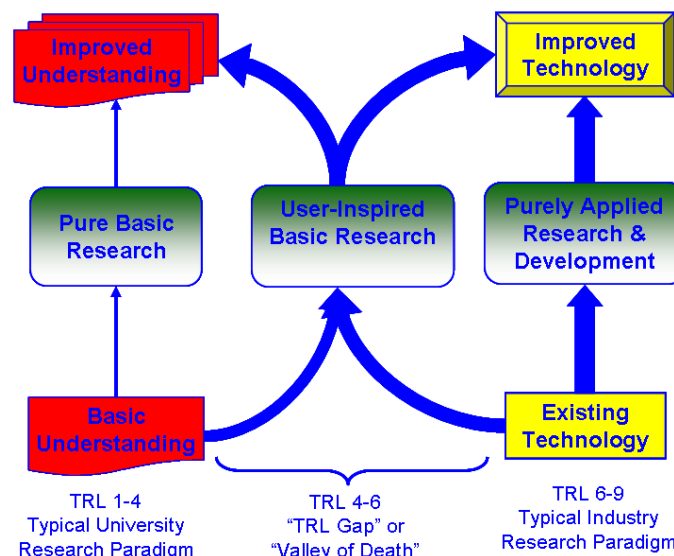 Improved
Understanding
Improved
Technology
Pure Basic
Research
User-Inspired
Basic Research
Purely Applied
Research &
Development
Basic
Understanding
Existing
Technology
TRL 1-4
Typical University
Research Paradigm
TRL 4-6
“TRL Gap” or
“Valley of Death”
TRL 6-9
Typical Industry
Research Paradigm